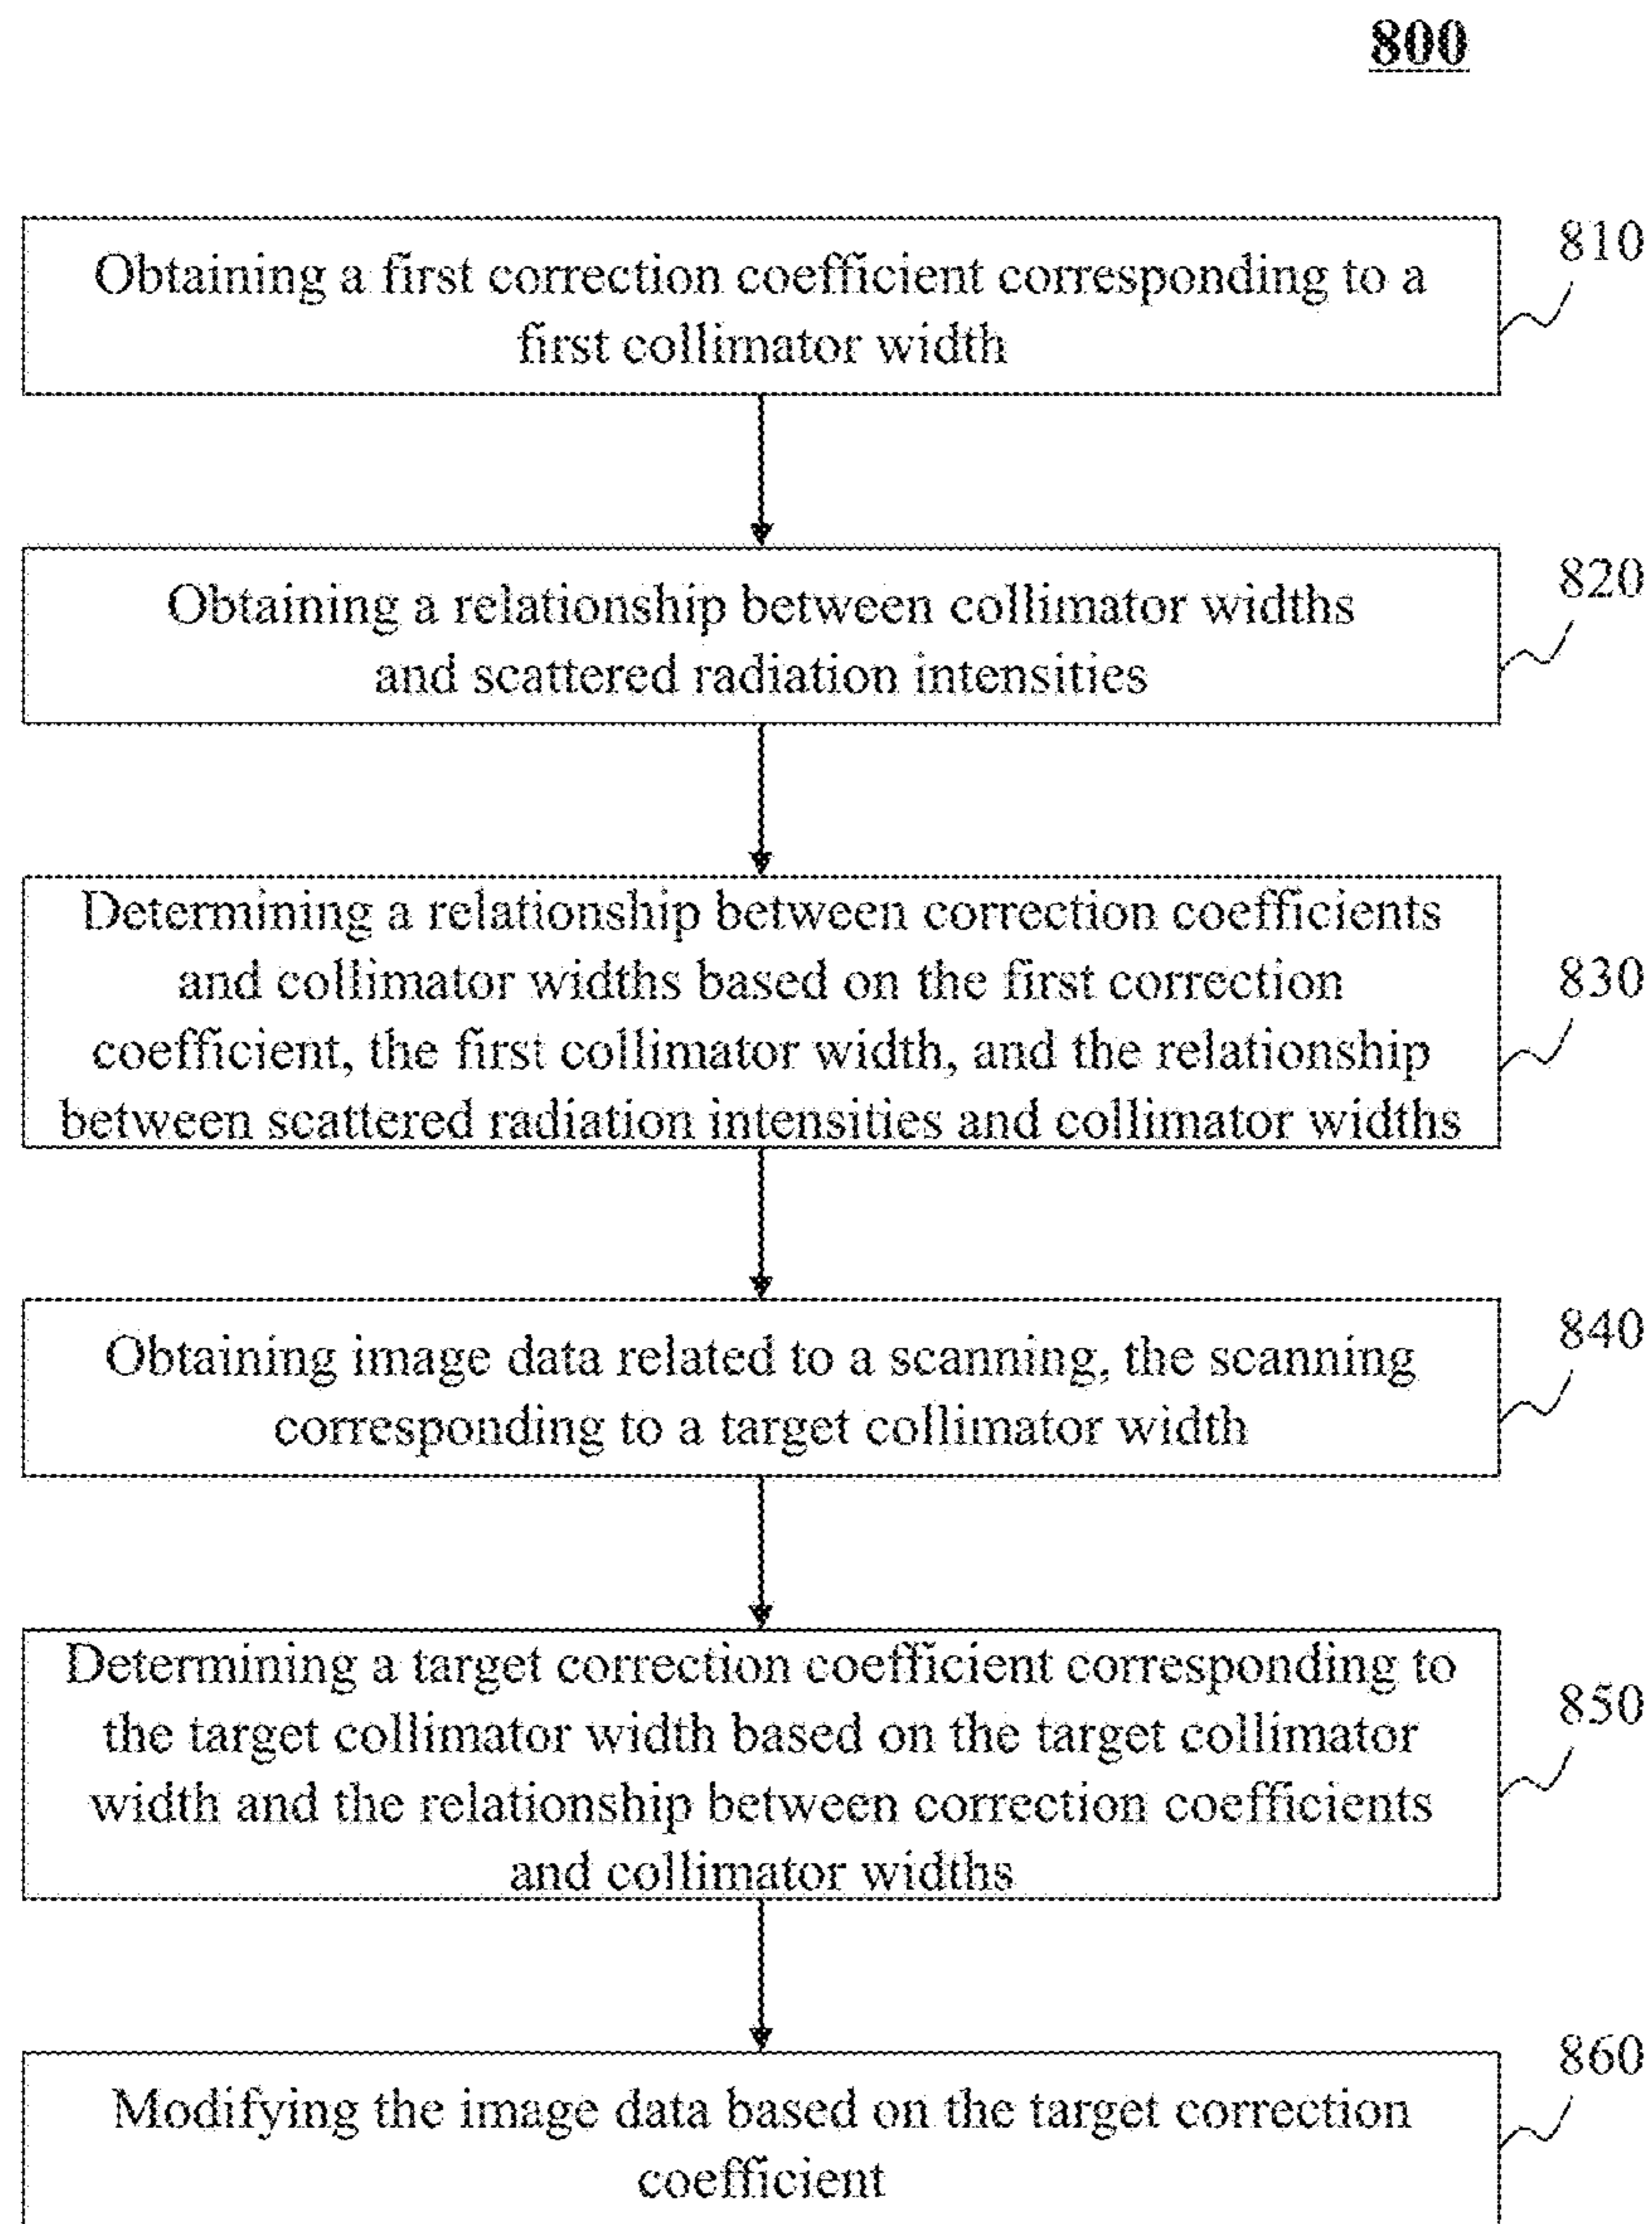 800
810
Obtaining a first correction coefficient corresponding to a
first collimator width
820
Obtaining a relationship between collimator widths
and scattered radiation intensities
Determining a relationship between correction coefficients
and collimator widths based on the first correction
830
coefficient, the first collimator width, and the relationship
between scattered radiation intensities and collimator widths
840
Obtaining image data related to a scanning, the scanning
corresponding to a target collimator width
Determining a target correction coefficient corresponding to
850
the target collimator width based on the target collimator
width and the relationship between correction coefficients
and collimator widths
860
Modifying the image data based on the target correction
coefficient